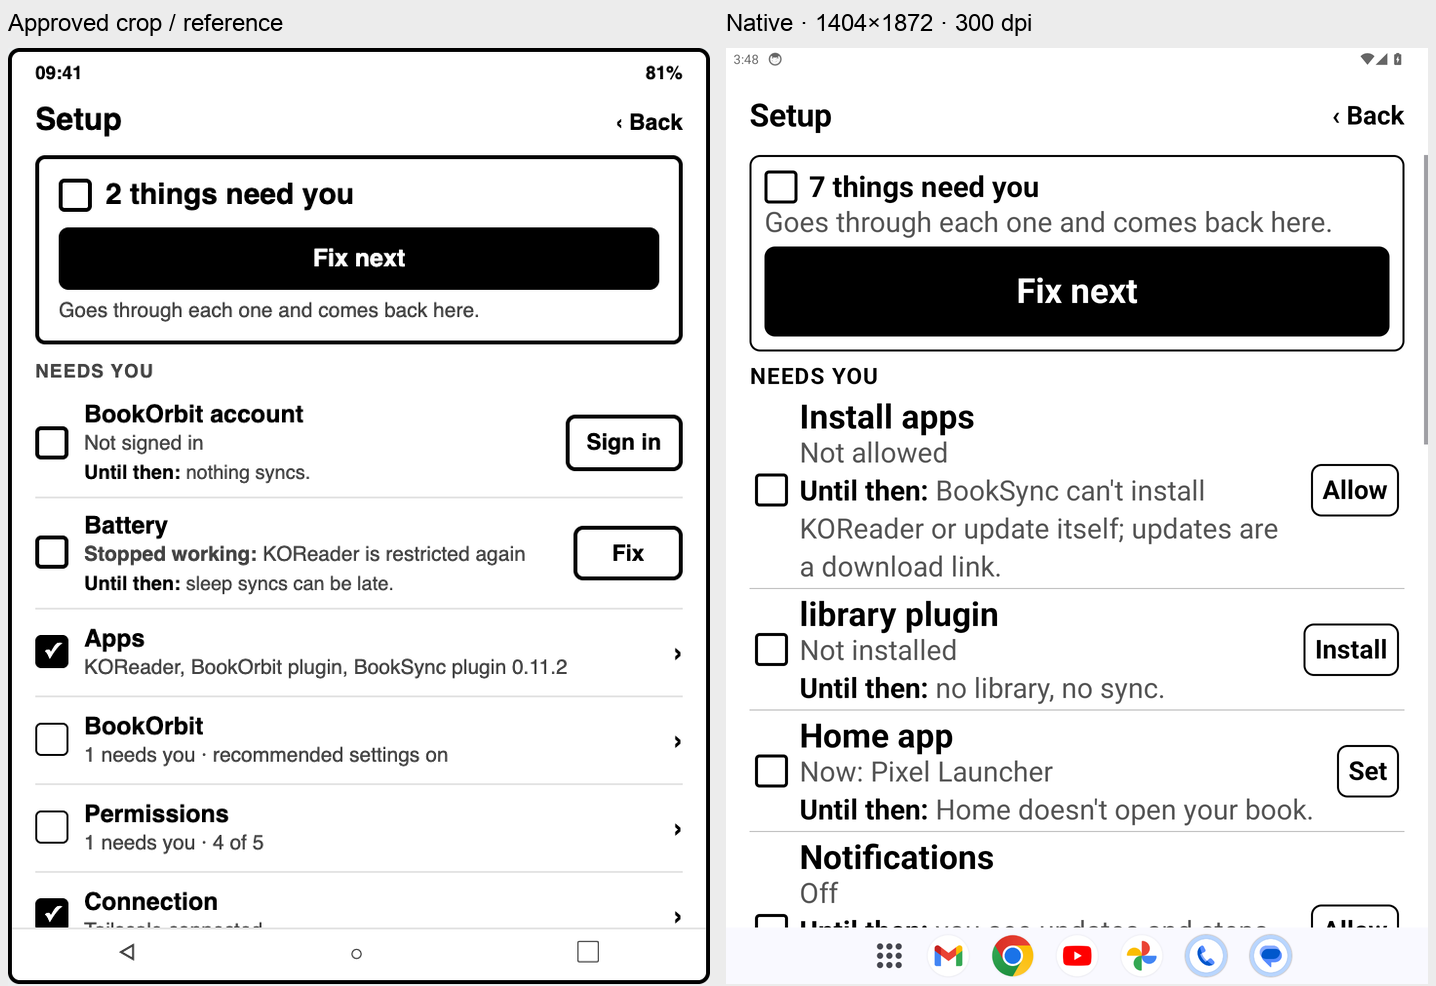 Approved crop / reference
09:41
81%
Setup
‹ Back
2 things need you
Fix next
Goes through each one and comes back here.
NEEDS YOU
BookOrbit account
Not signed in
Until then: nothing syncs.
Sign in
Battery
Stopped working: KOReader is restricted again
Until then: sleep syncs can be late.
Fix
Apps
KOReader, BookOrbit plugin, BookSync plugin 0.11.2
›
BookOrbit
1 needs you · recommended settings on
›
Permissions
1 needs you · 4 of 5
›
Connection
›
Native · 1404×1872 · 300 dpi
3:48
Setup
‹ Back
7 things need you
Goes through each one and comes back here.
Fix next
NEEDS YOU
Install apps
Not allowed
Until then: BookSync can't install
KOReader or update itself; updates are
a download link.
Allow
library plugin
Not installed
Until then: no library, no sync.
Install
Home app
Now: Pixel Launcher
Until then: Home doesn't open your book.
Set
Notifications
Off
Until then: you see updates and
Allow